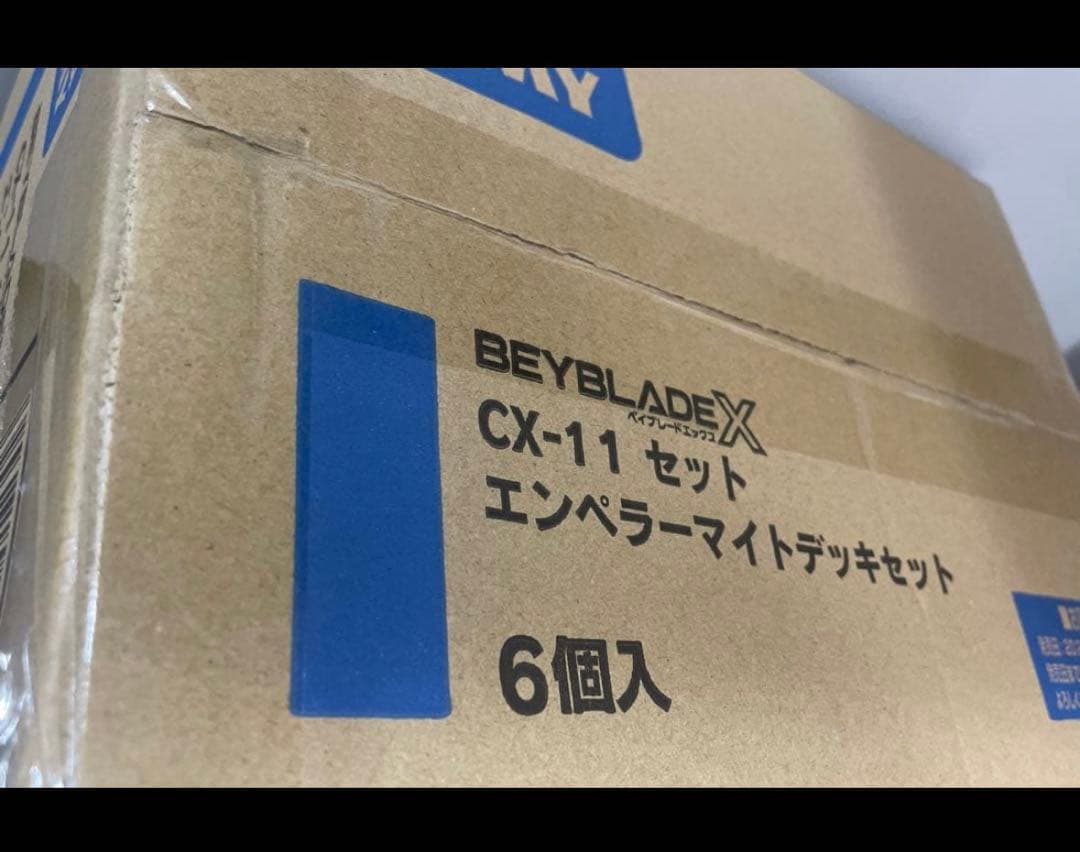 BEYBLADE X
ベイブレードエックス
CX-11 セット
エンペラーマイトデッキセット
6個入